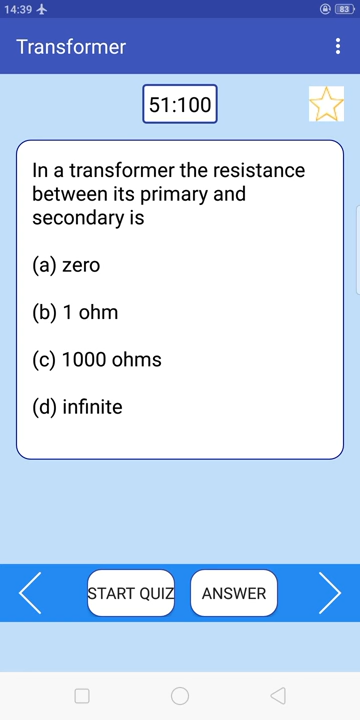 14:39
83
Transformer
51:100
In a transformer the resistance
between its primary and
secondary is
(a) zero
(b) 1 ohm
(c) 1000 ohms
(d) infinite
START QUIZ
ANSWER